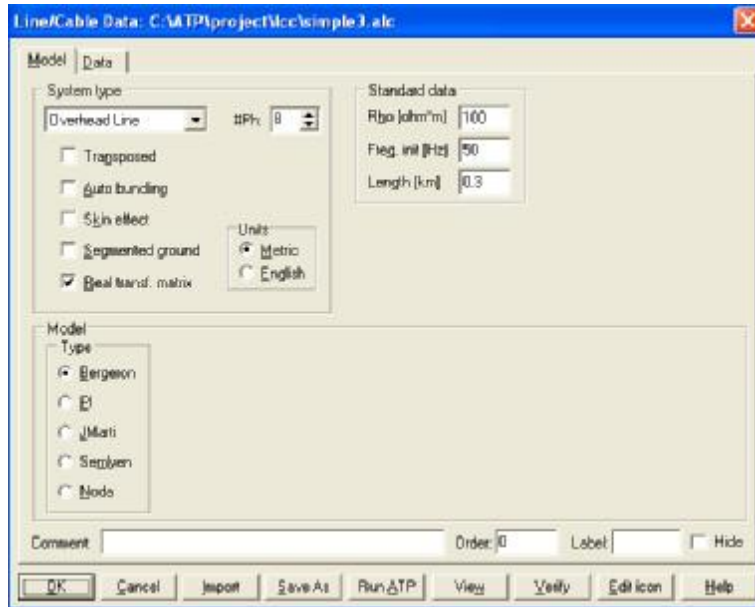 Line/Cable Data: C:\ATP\project\lcc\simple3.alc
Model Data
System type
Overhead Line #Ph: 8
Transposed
Auto bundling
Skin effect
Segmented ground
Real transf. matrix
Units
Metric
English
Standard data
Rho [ohm*m] 100
Freq. init [Hz] 50
Length [km] 0.3
Model
Type
Bergeron
PI
JMarti
Semlyen
Noda
Comment: Order: 0 Label: Hide
OK Cancel Import Save As Run ATP View Verify Edit icon Help